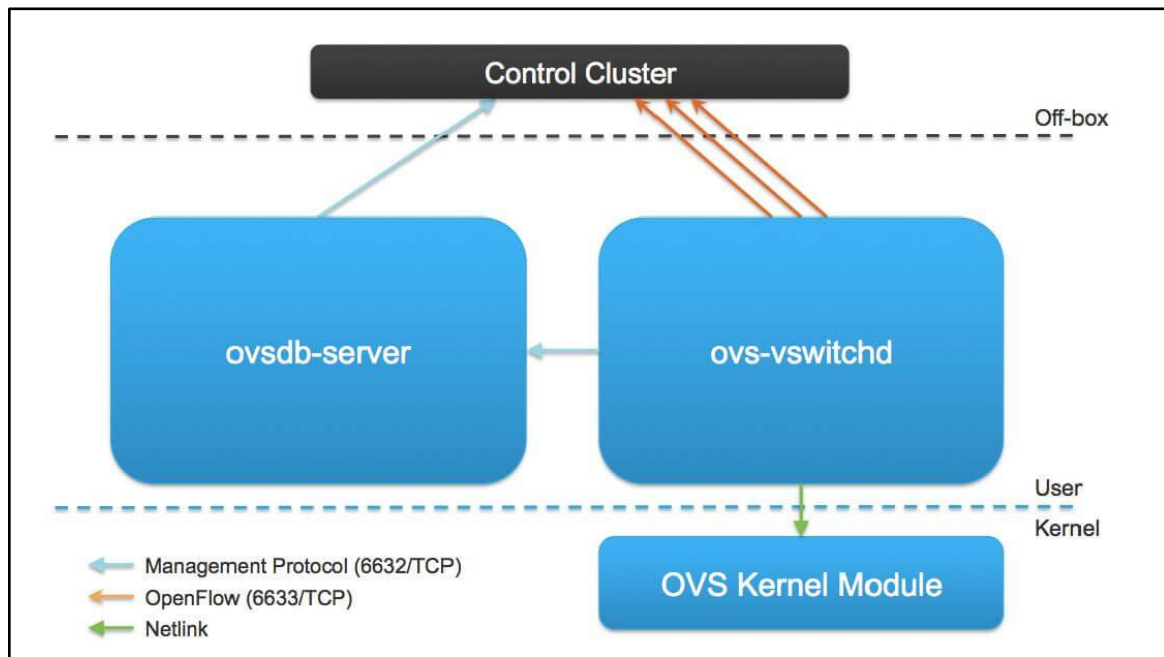 Control Cluster
Off-box
ovsdb-server
ovs-vswitchd
User
Kernel
Management Protocol (6632/TCP)
OpenFlow (6633/TCP)
Netlink
OVS Kernel Module